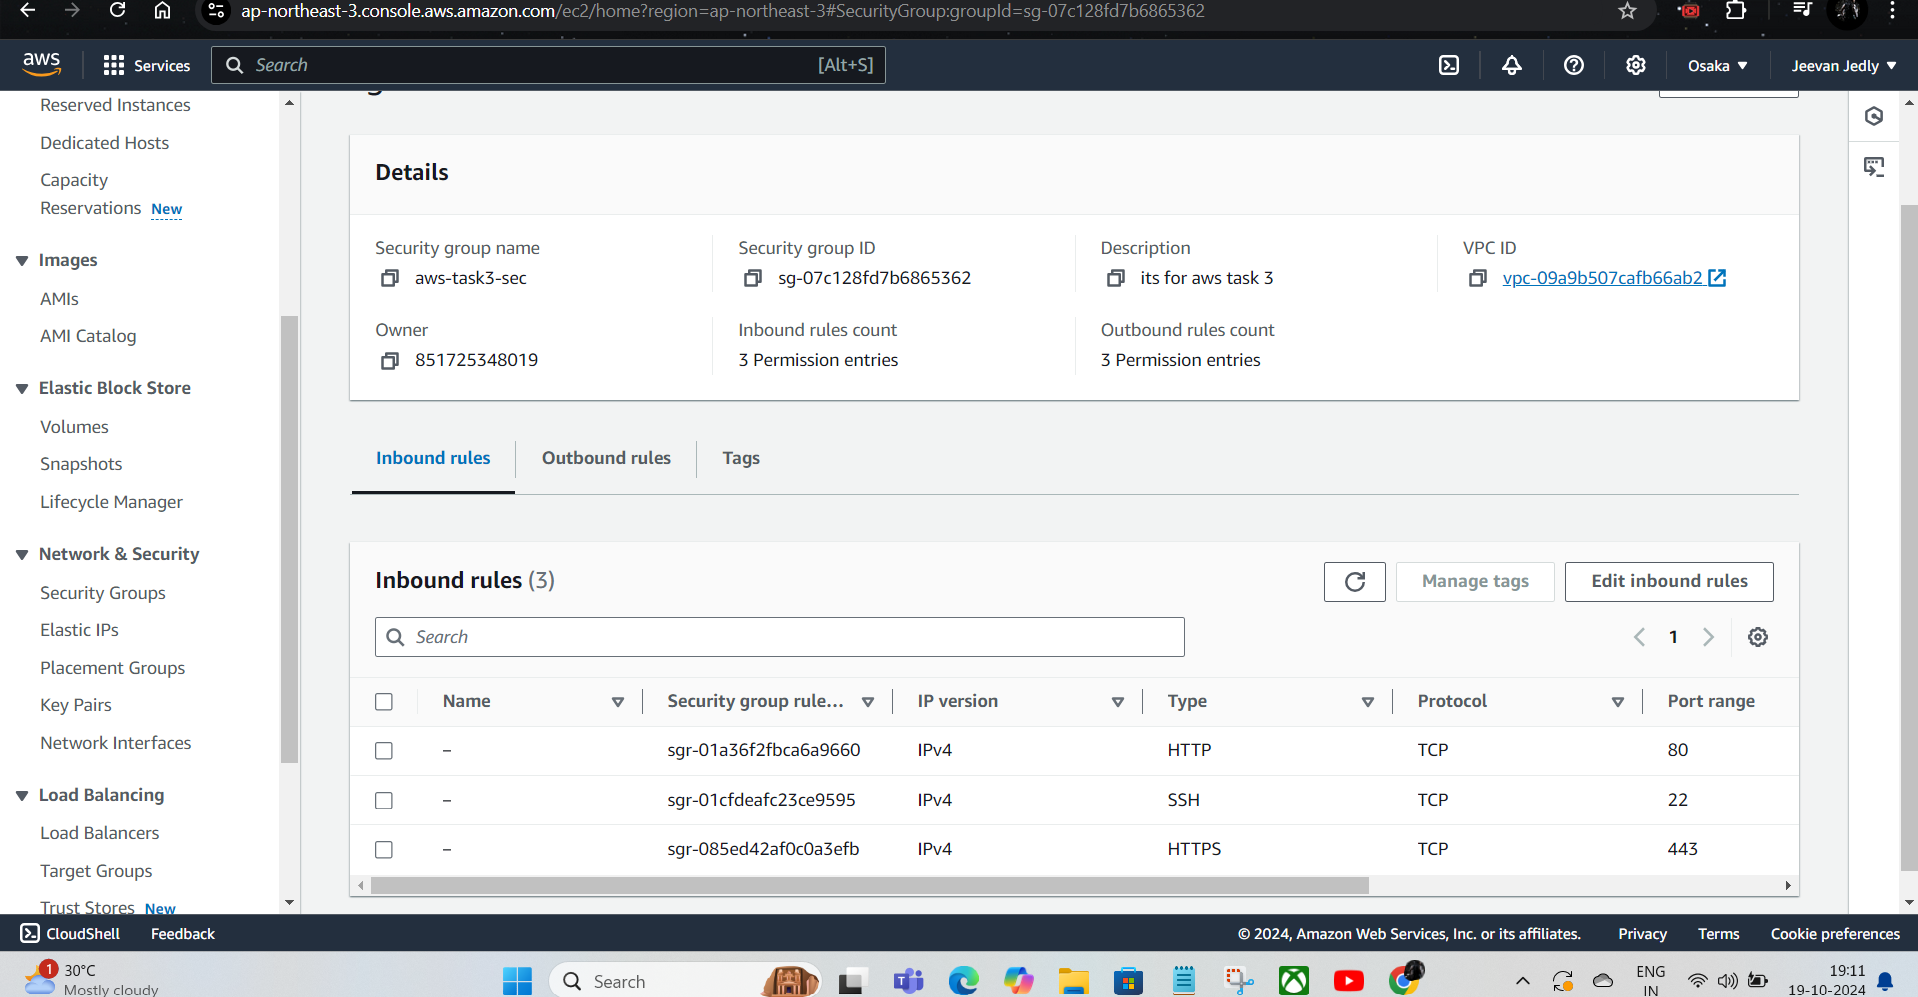 ap-northeast-3.console.aws.amazon.com/ec2/home?region=ap-northeast-3#SecurityGroup:groupId=sg-07c128fd7b6865362
aws Services Search [Alt+S] Osaka Jeevan Jedly
Reserved Instances
Dedicated Hosts
Capacity
Reservations New
Images
AMIs
AMI Catalog
Elastic Block Store
Volumes
Snapshots
Lifecycle Manager
Network & Security
Security Groups
Elastic IPs
Placement Groups
Key Pairs
Network Interfaces
Load Balancing
Load Balancers
Target Groups
Trust Stores New
Details
Security group name Security group ID Description VPC ID
aws-task3-sec sg-07c128fd7b6865362 its for aws task 3 vpc-09a9b507cafb66ab2
Owner Inbound rules count Outbound rules count
851725348019 3 Permission entries 3 Permission entries
Inbound rules Outbound rules Tags
Inbound rules (3) Manage tags Edit inbound rules
Search 1
Name Security group rule... IP version Type Protocol Port range
– sgr-01a36f2fbca6a9660 IPv4 HTTP TCP 80
– sgr-01cfdeafc23ce9595 IPv4 SSH TCP 22
– sgr-085ed42af0c0a3efb IPv4 HTTPS TCP 443
CloudShell Feedback © 2024, Amazon Web Services, Inc. or its affiliates. Privacy Terms Cookie preferences
1 30°C
Mostly cloudy
Search
ENG
IN
19:11
19-10-2024